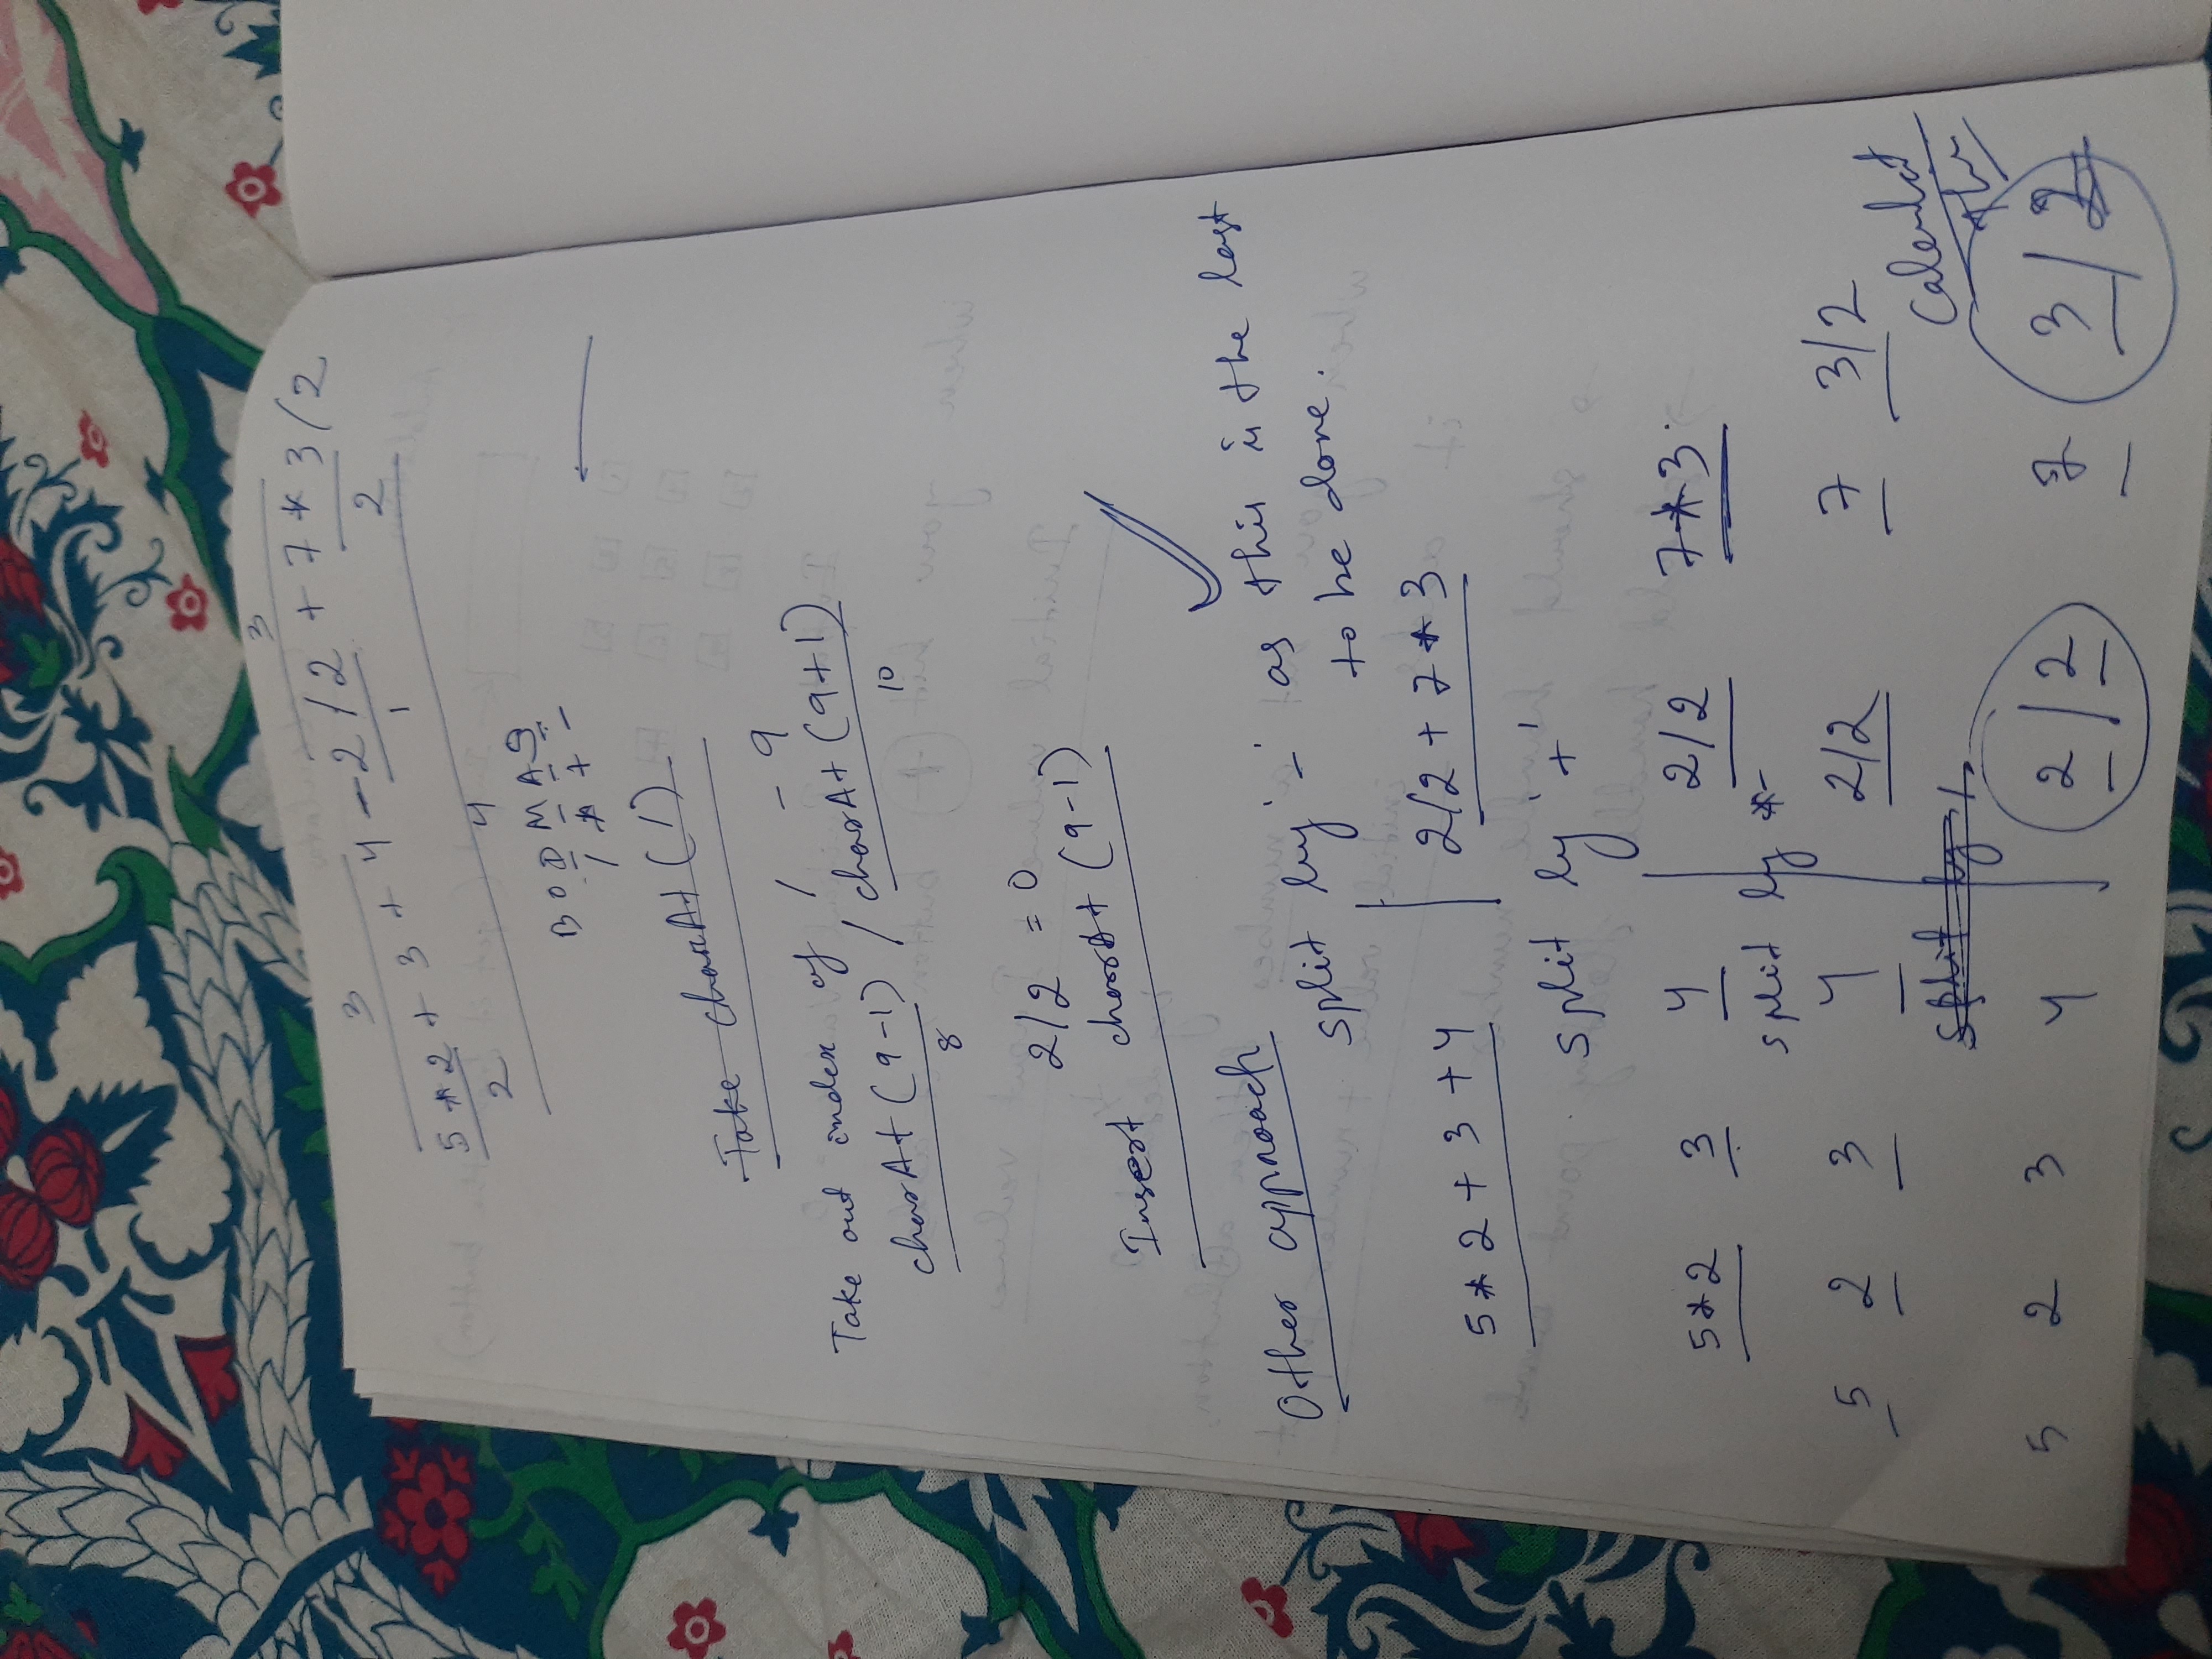 3
3
5*2+3+4-2/2+7*3/2
2 1 2
4
BODMAS
/ * + -
Take charAt(1)
Take out index of / - 9
charAt(9-1) / charAt(9+1)
8 10
2/2 = 0
Insert charAt(9-1)
Other approach
split by '-' as this is the last
to be done.
5*2+3+4 2/2+7*3
split by '+'
5*2 3 4 2/2 7*3
split by *-
5 2 3 4 2/2 7 3/2
split by /
Calculat
this
5 2 3 4 2/2 7 3/2